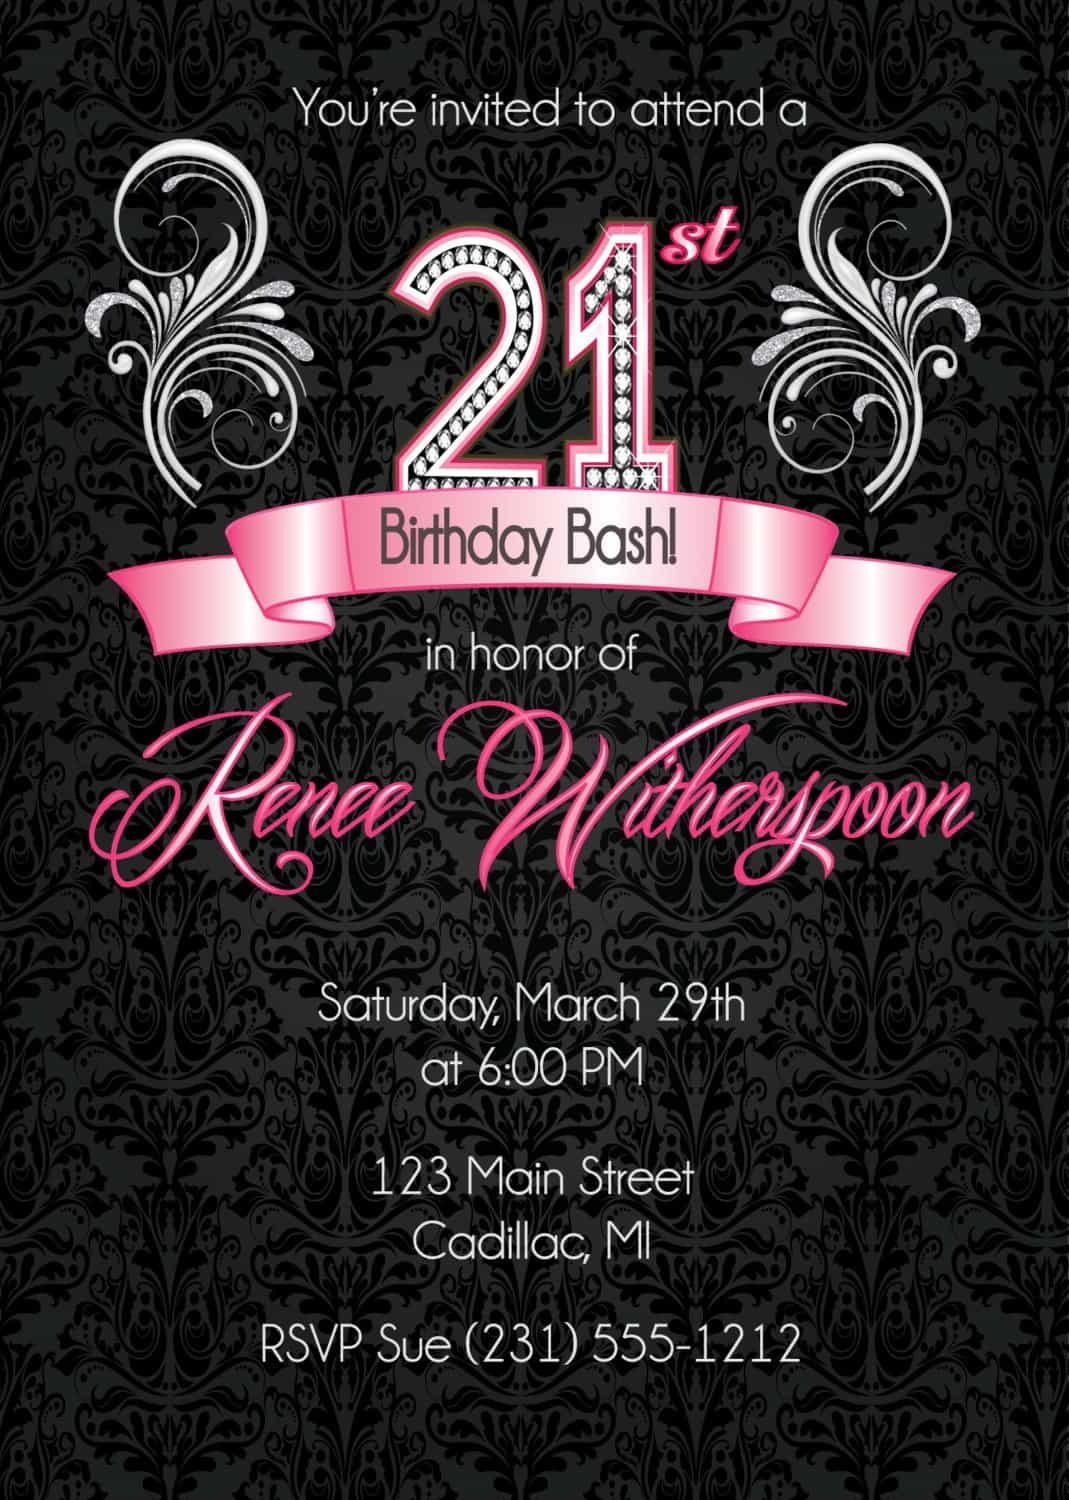 You're invited to attend a
21st
Birthday Bash!
in honor of
Renee Witherspoon
Saturday, March 29th
at 6:00 PM
123 Main Street
Cadillac, MI
RSVP Sue (231) 555-1212